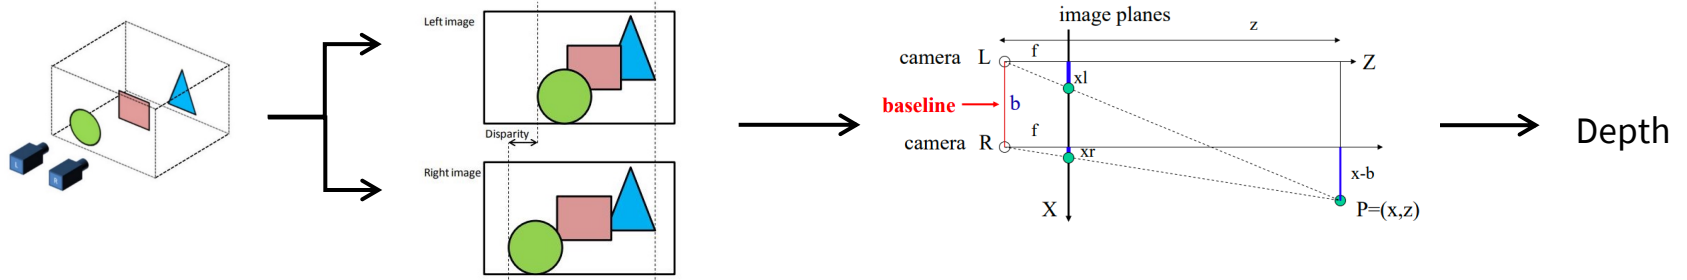 L
R
Left image
Disparity
Right image
image planes
z
camera L
f
Z
xl
baseline
b
f
camera R
xr
x-b
X
P=(x,z)
Depth